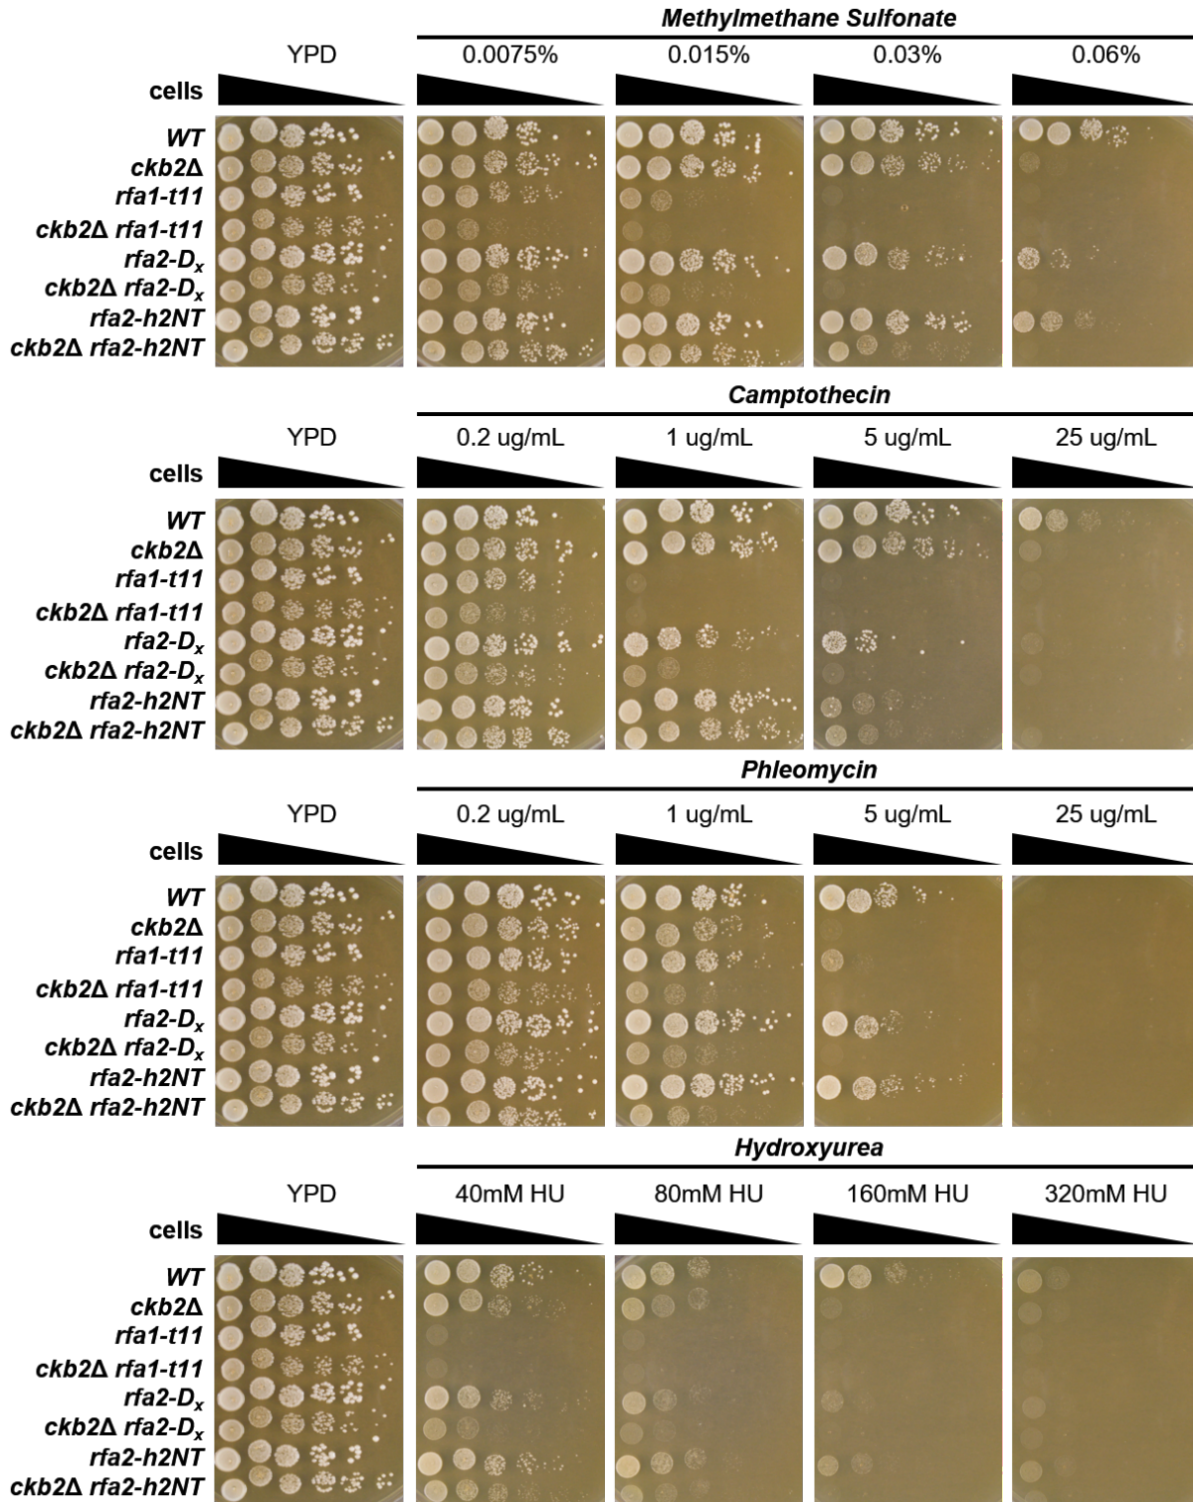 Methylmethane Sulfonate
YPD 0.0075% 0.015% 0.03% 0.06%
cells
WT
ckb2Δ
rfa1-t11
ckb2Δ rfa1-t11
rfa2-Dx
ckb2Δ rfa2-Dx
rfa2-h2NT
ckb2Δ rfa2-h2NT
Camptothecin
YPD 0.2 ug/mL 1 ug/mL 5 ug/mL 25 ug/mL
cells
WT
ckb2Δ
rfa1-t11
ckb2Δ rfa1-t11
rfa2-Dx
ckb2Δ rfa2-Dx
rfa2-h2NT
ckb2Δ rfa2-h2NT
Phleomycin
YPD 0.2 ug/mL 1 ug/mL 5 ug/mL 25 ug/mL
cells
WT
ckb2Δ
rfa1-t11
ckb2Δ rfa1-t11
rfa2-Dx
ckb2Δ rfa2-Dx
rfa2-h2NT
ckb2Δ rfa2-h2NT
Hydroxyurea
YPD 40mM HU 80mM HU 160mM HU 320mM HU
cells
WT
ckb2Δ
rfa1-t11
ckb2Δ rfa1-t11
rfa2-Dx
ckb2Δ rfa2-Dx
rfa2-h2NT
ckb2Δ rfa2-h2NT